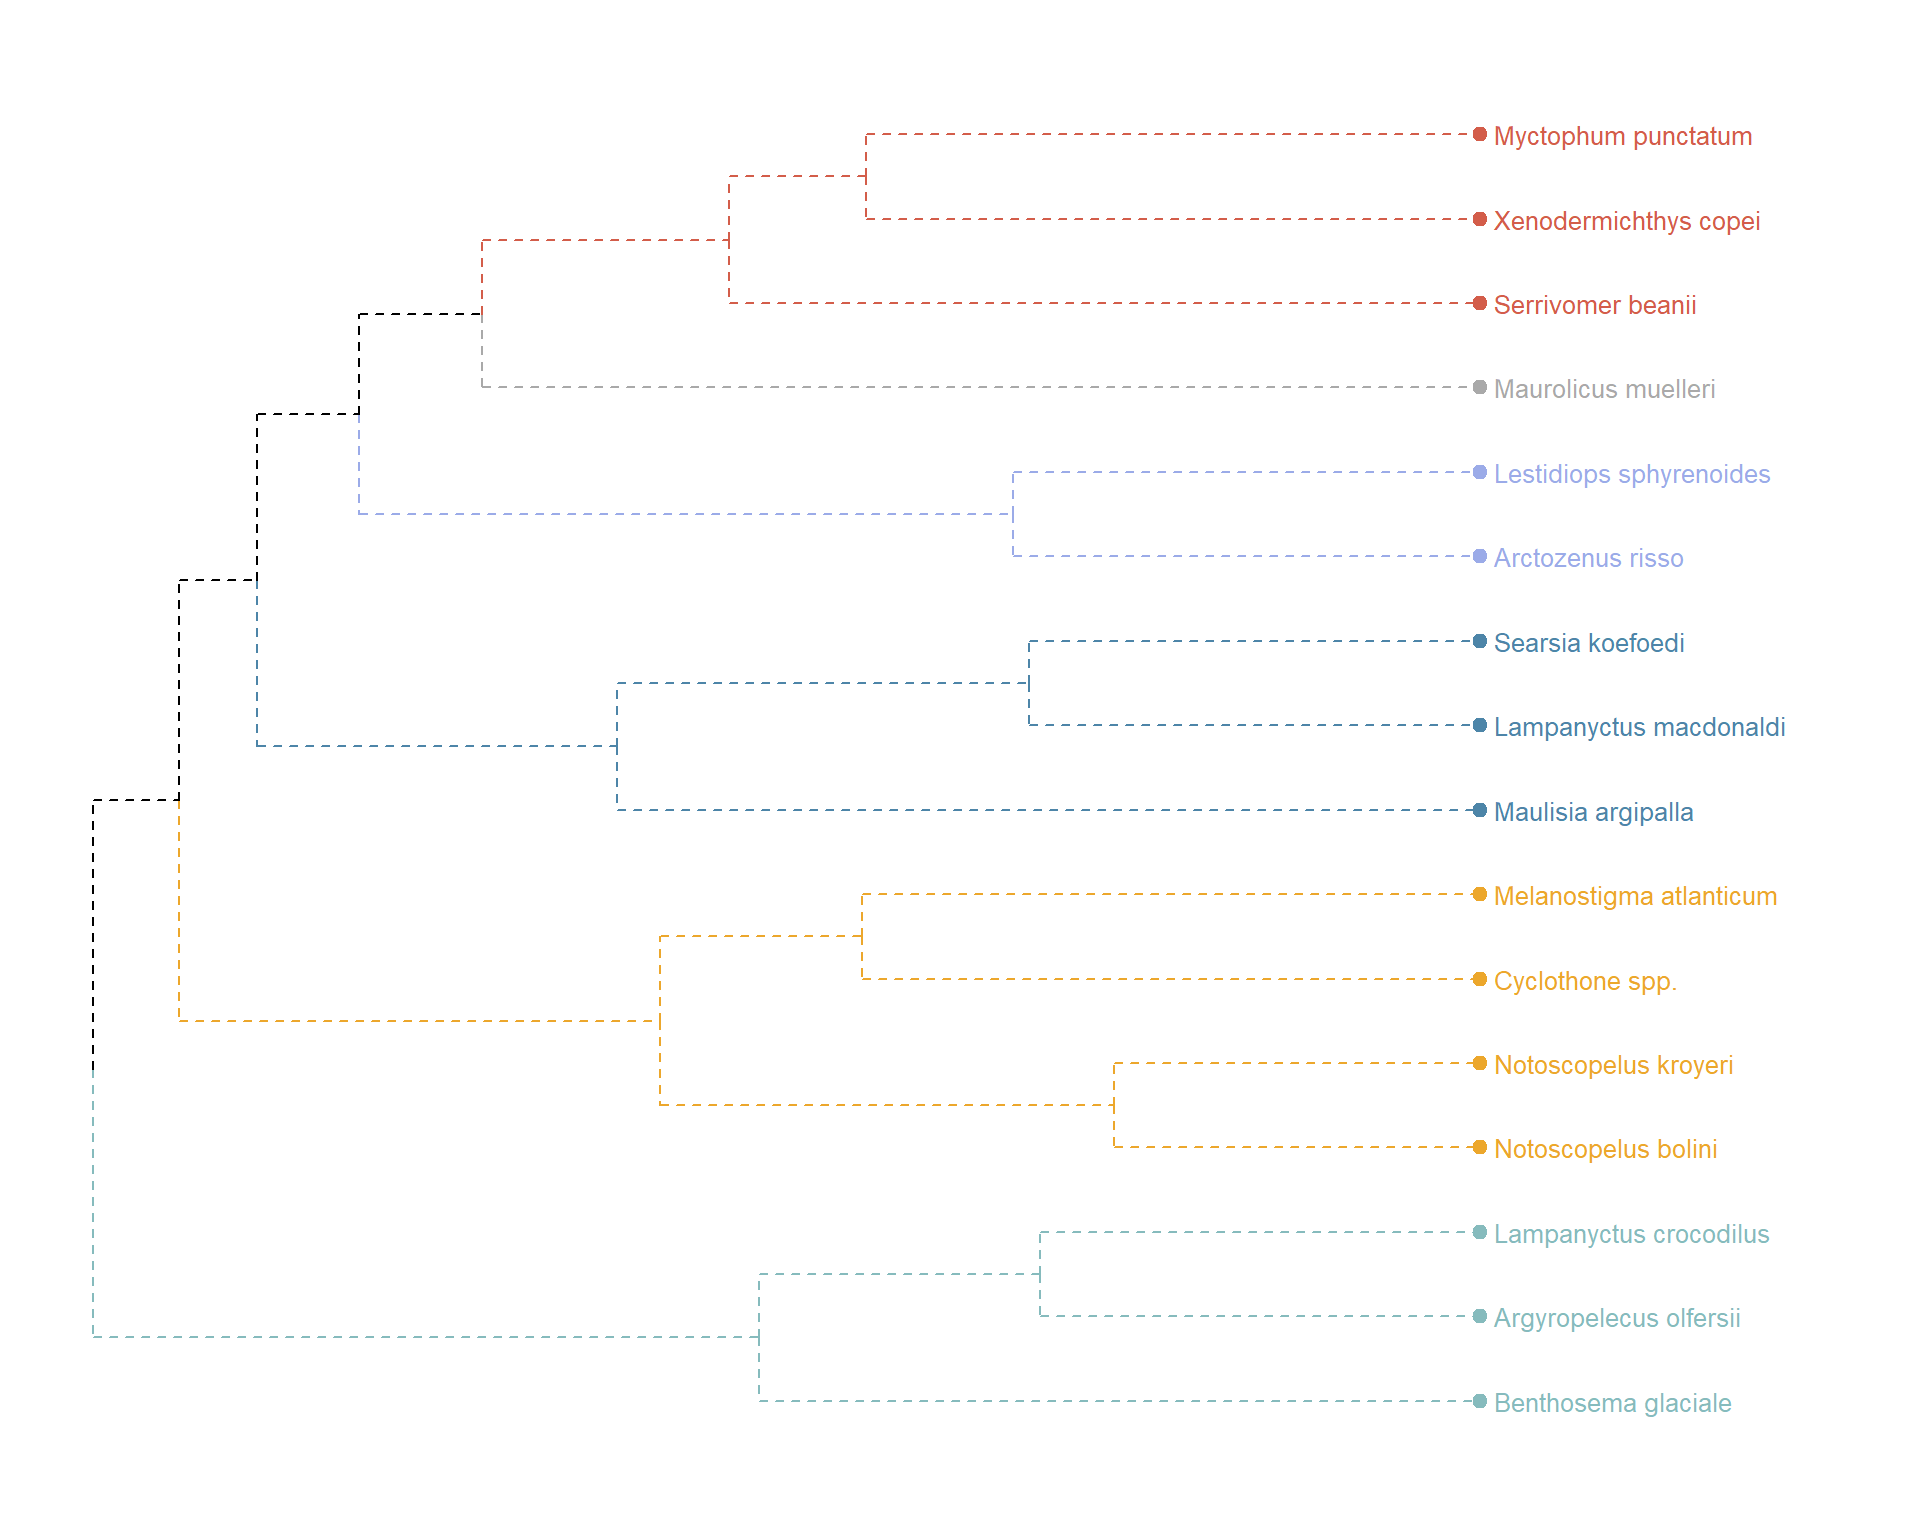 Myctophum punctatum
Xenodermichthys copei
Serrivomer beanii
Maurolicus muelleri
Lestidiops sphyrenoides
Arctozenus risso
Searsia koefoedi
Lampanyctus macdonaldi
Maulisia argipalla
Melanostigma atlanticum
Cyclothone spp.
Notoscopelus kroyeri
Notoscopelus bolini
Lampanyctus crocodilus
Argyropelecus olfersii
Benthosema glaciale